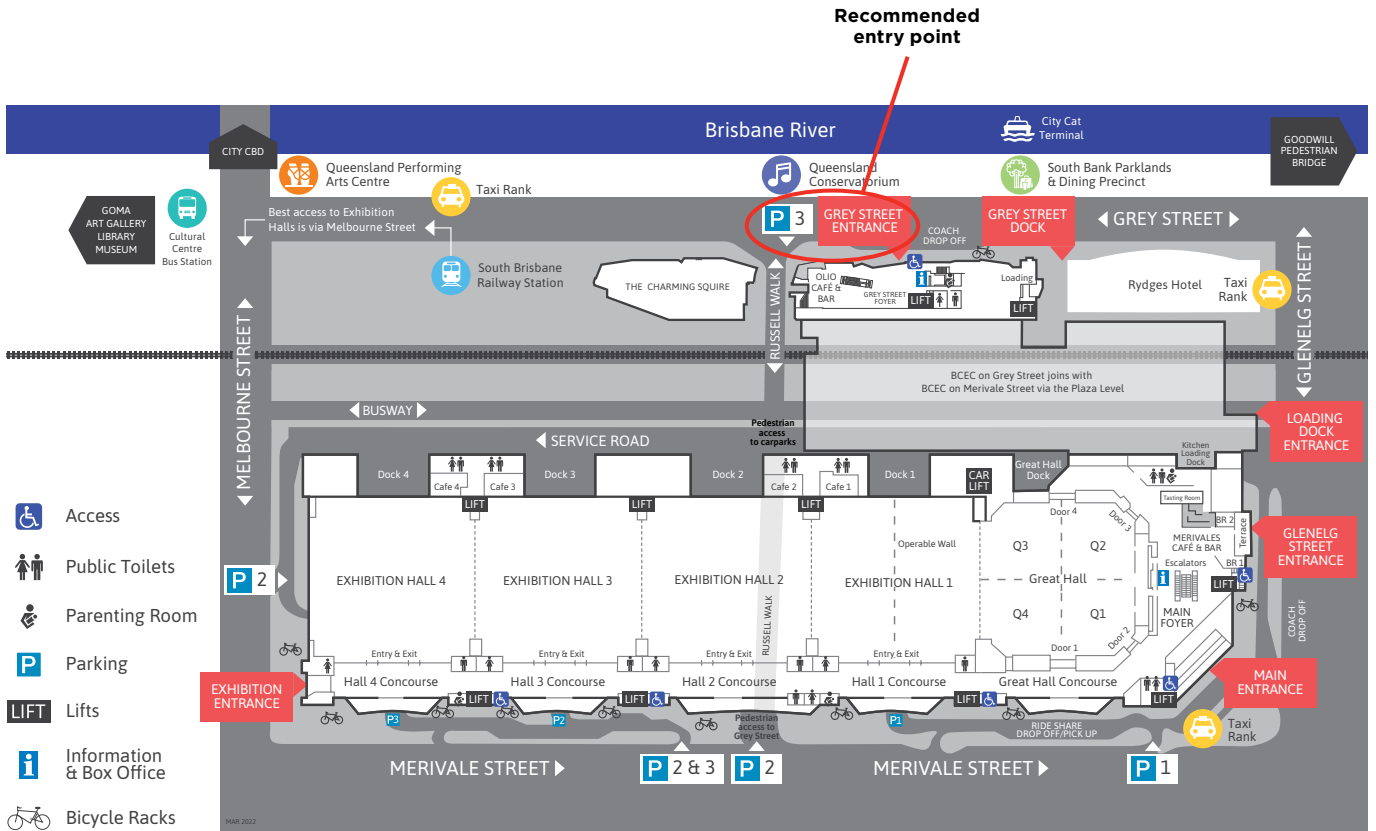 Recommended
entry point
Brisbane River
City Cat
Terminal
CITY CBD
GOODWILL
PEDESTRIAN
BRIDGE
Queensland Performing
Arts Centre
Taxi Rank
Queensland
Conservatorium
South Bank Parklands
& Dining Precinct
GOMA
ART GALLERY
LIBRARY
MUSEUM
Cultural
Centre
Bus Station
Best access to Exhibition
Halls is via Melbourne Street
P 3
GREY STREET
ENTRANCE
COACH
DROP OFF
GREY STREET
DOCK
GREY STREET
South Brisbane
Railway Station
THE CHARMING SQUIRE
RUSSELL WALK
OLIO
CAFÉ &
BAR
GREY STREET
FOYER
i
LIFT
Loading
LIFT
Rydges Hotel
Taxi
Rank
GLENELG STREET
MELBOURNE STREET
BCEC on Grey Street joins with
BCEC on Merivale Street via the Plaza Level
BUSWAY
Pedestrian
access
to carparks
LOADING
DOCK
ENTRANCE
SERVICE ROAD
Kitchen
Loading
Dock
Dock 4
Cafe 4
Cafe 3
Dock 3
Dock 2
Cafe 2
Cafe 1
Dock 1
CAR
LIFT
Great Hall
Dock
LIFT
LIFT
LIFT
Tasting Room
Door 4
Door 3
BR 2
Terrace
MERIVALES
CAFÉ & BAR
GLENELG
STREET
ENTRANCE
Operable Wall
Q3
Q2
Escalators
BR 1
P 2
EXHIBITION HALL 4
EXHIBITION HALL 3
EXHIBITION HALL 2
EXHIBITION HALL 1
Great Hall
i
LIFT
Q4
Q1
MAIN
FOYER
COACH
DROP OFF
RUSSELL WALK
Door 2
Door 1
Entry & Exit
Entry & Exit
Entry & Exit
Entry & Exit
Hall 4 Concourse
Hall 3 Concourse
Hall 2 Concourse
Hall 1 Concourse
Great Hall Concourse
EXHIBITION
ENTRANCE
MAIN
ENTRANCE
LIFT
LIFT
LIFT
LIFT
P3
P2
P1
Pedestrian
access to
Grey Street
RIDE SHARE
DROP OFF/PICK UP
Taxi
Rank
MERIVALE STREET
P 2 & 3
P 2
MERIVALE STREET
P 1
Access
Public Toilets
Parenting Room
P Parking
LIFT Lifts
i Information
& Box Office
Bicycle Racks
MAR 2022